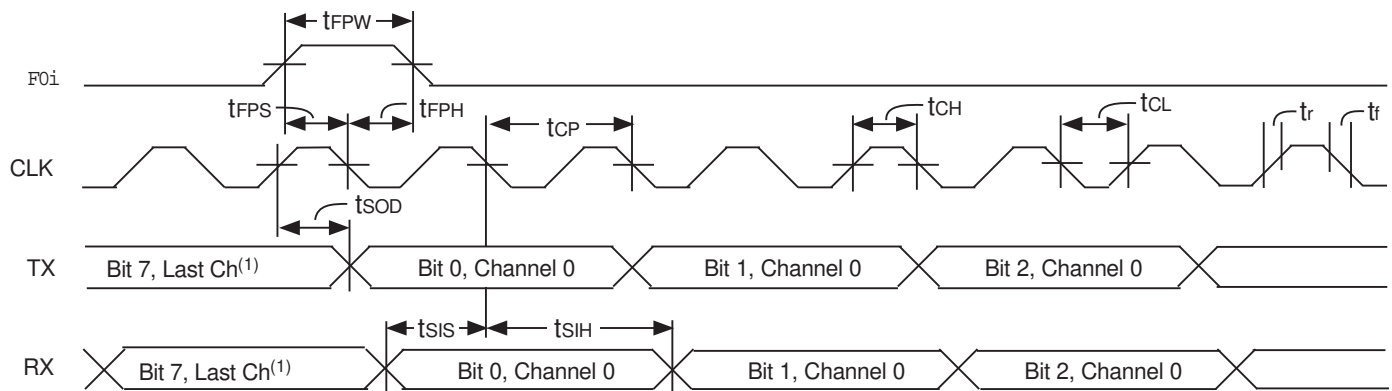 tFPW
F0i
tFPS
tFPH
tCP
tCH
tCL
tr
tf
CLK
tSOD
TX
Bit 7, Last Ch(1)
Bit 0, Channel 0
Bit 1, Channel 0
Bit 2, Channel 0
tSIS
tSIH
RX
Bit 7, Last Ch(1)
Bit 0, Channel 0
Bit 1, Channel 0
Bit 2, Channel 0